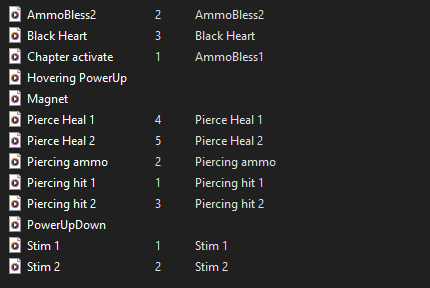 AmmoBless2 2 AmmoBless2
Black Heart 3 Black Heart
Chapter activate 1 AmmoBless1
Hovering PowerUp
Magnet
Pierce Heal 1 4 Pierce Heal 1
Pierce Heal 2 5 Pierce Heal 2
Piercing ammo 2 Piercing ammo
Piercing hit 1 1 Piercing hit 1
Piercing hit 2 3 Piercing hit 2
PowerUpDown
Stim 1 1 Stim 1
Stim 2 2 Stim 2